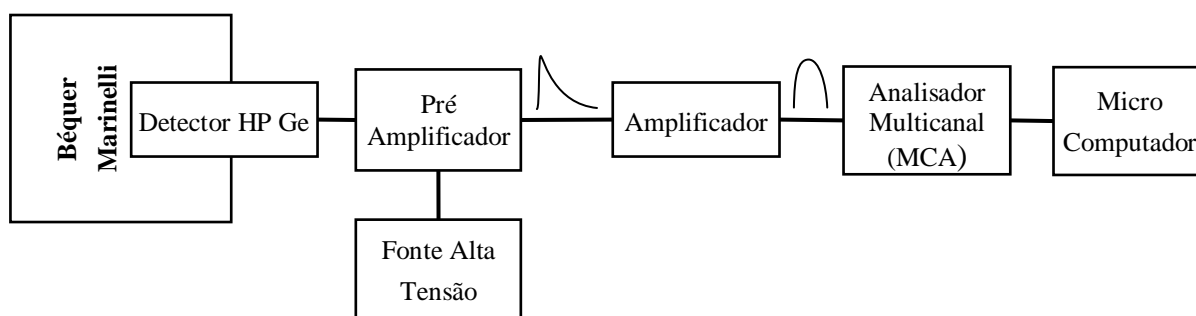 Béquer
Marinelli
Detector HP Ge
Pré
Amplificador
Fonte Alta
Tensão
Amplificador
Analisador
Multicanal
(MCA)
Micro
Computador